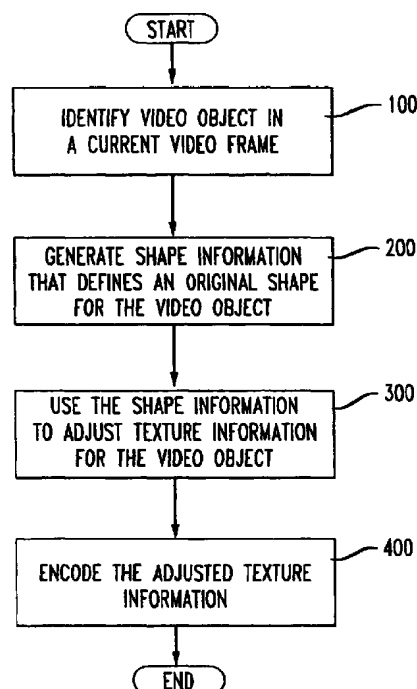 START
IDENTIFY VIDEO OBJECT IN
A CURRENT VIDEO FRAME
100
GENERATE SHAPE INFORMATION
THAT DEFINES AN ORIGINAL SHAPE
FOR THE VIDEO OBJECT
200
USE THE SHAPE INFORMATION
TO ADJUST TEXTURE INFORMATION
FOR THE VIDEO OBJECT
300
ENCODE THE ADJUSTED TEXTURE
INFORMATION
400
END